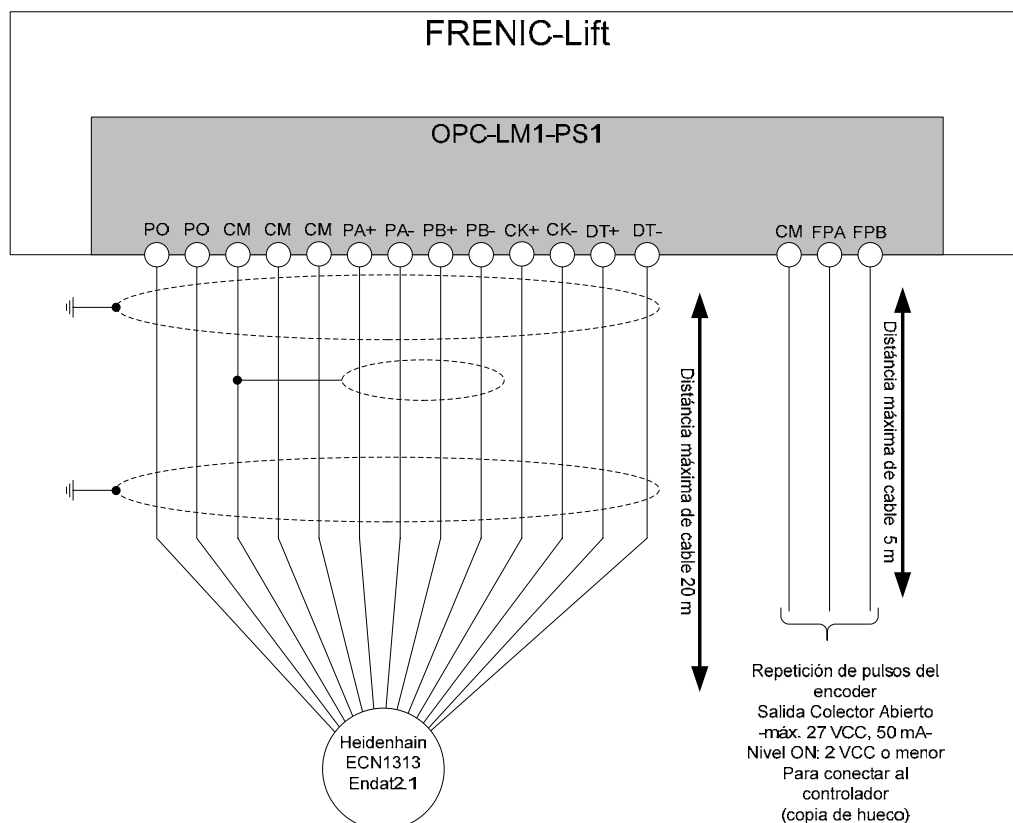 FRENIC-Lift
OPC-LM1-PS1
PO PO CM CM CM PA+ PA- PB+ PB- CK+ CK- DT+ DT- CM FPA FPB
Distáncia máxima de cable 20 m
Distáncia máxima de cable 5 m
Heidenhain
ECN1313
Endat2.1
Repetición de pulsos del
encoder
Salida Colector Abierto
-máx. 27 VCC, 50 mA-
Nivel ON: 2 VCC o menor
Para conectar al
controlador
(copia de hueco)